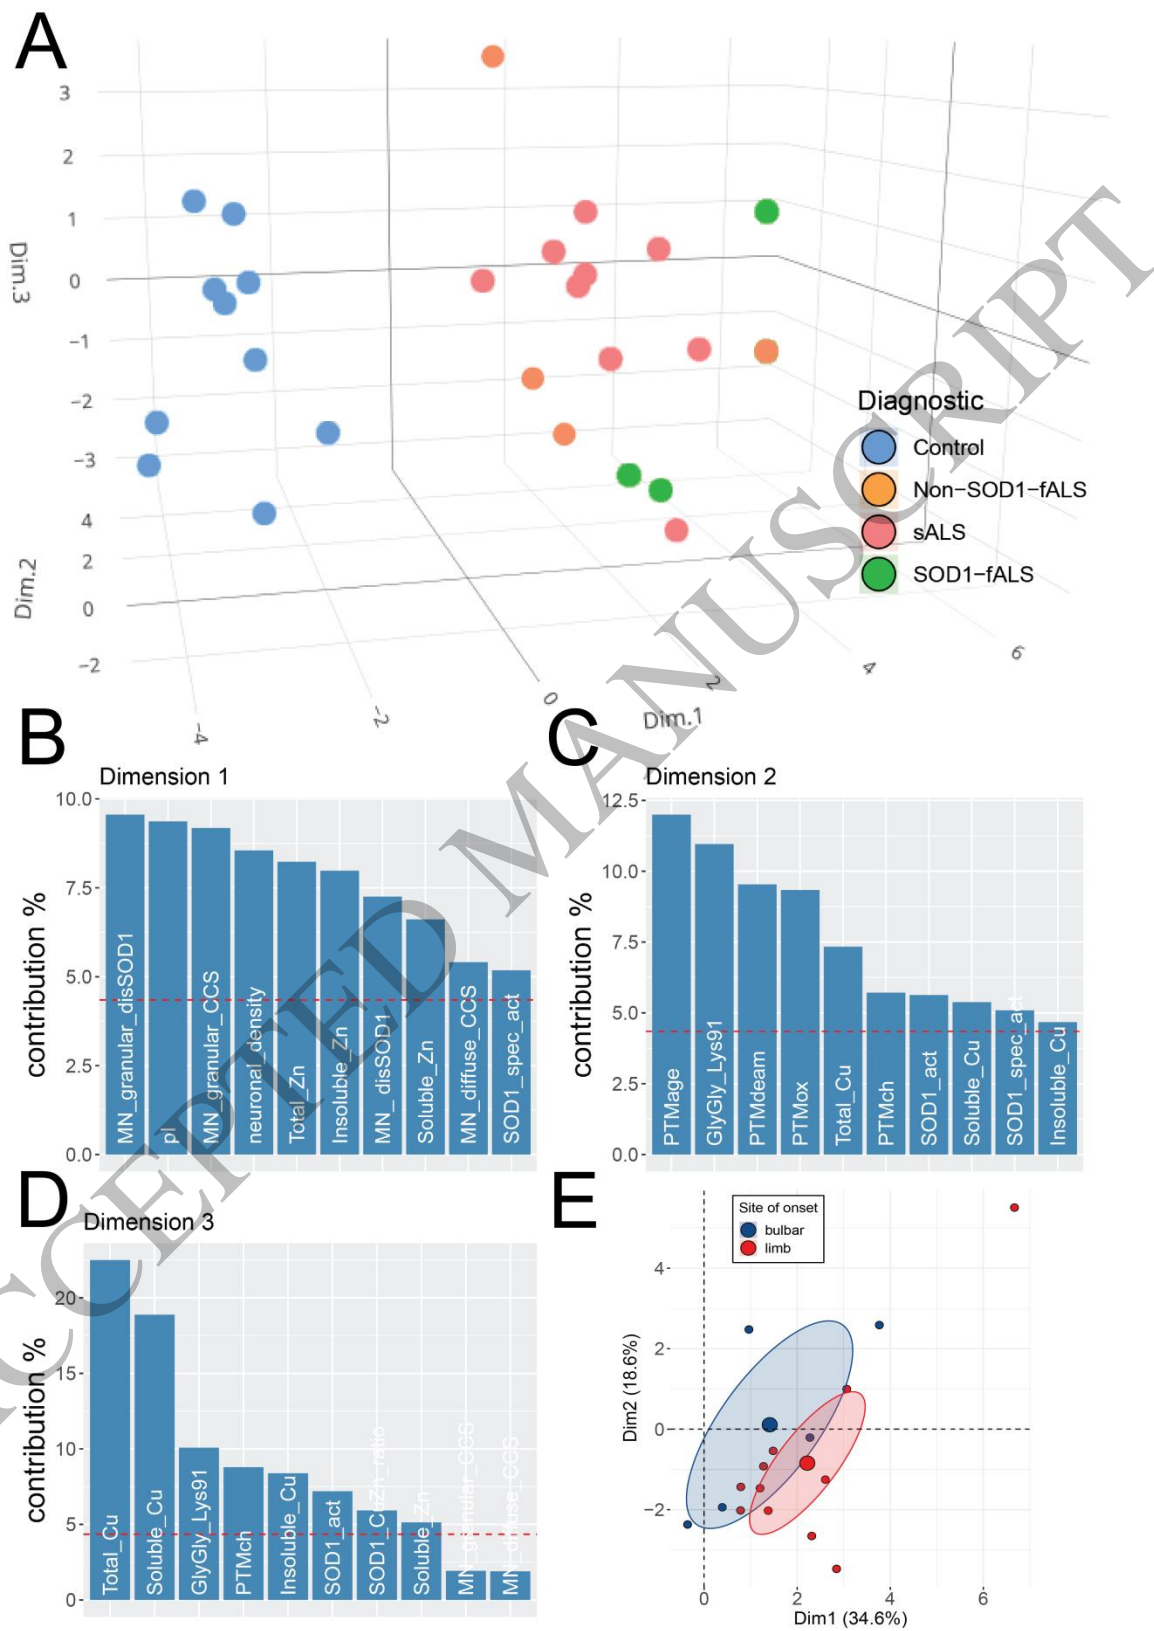 A
3
2
1
0
−1
−2
−3
4
2
0
−2
Dim.3
Dim.2
−4
−2
0
2
4
6
Dim.1
Diagnostic
Control
Non−SOD1−fALS
sALS
SOD1−fALS
B
Dimension 1
contribution %
10.0
7.5
5.0
2.5
0.0
MN_granular_disSOD1
pI
MN_granular_CCS
neuronal_density
Total_Zn
Insoluble_Zn
MN_disSOD1
Soluble_Zn
MN_diffuse_CCS
SOD1_spec_act
C
Dimension 2
contribution %
12.5
10.0
7.5
5.0
2.5
0.0
PTMage
GlyGly_Lys91
PTMdeam
PTMox
Total_Cu
PTMch
SOD1_act
Soluble_Cu
SOD1_spec_act
Insoluble_Cu
D
Dimension 3
contribution %
20
15
10
5
0
Total_Cu
Soluble_Cu
GlyGly_Lys91
PTMch
Insoluble_Cu
SOD1_act
SOD1_CuZn_ratio
Soluble_Zn
MN_granular_CCS
MN_diffuse_CCS
E
Site of onset
bulbar
limb
Dim2 (18.6%)
4
2
0
−2
0
2
4
6
Dim1 (34.6%)
ACCEPTED MANUSCRIPT